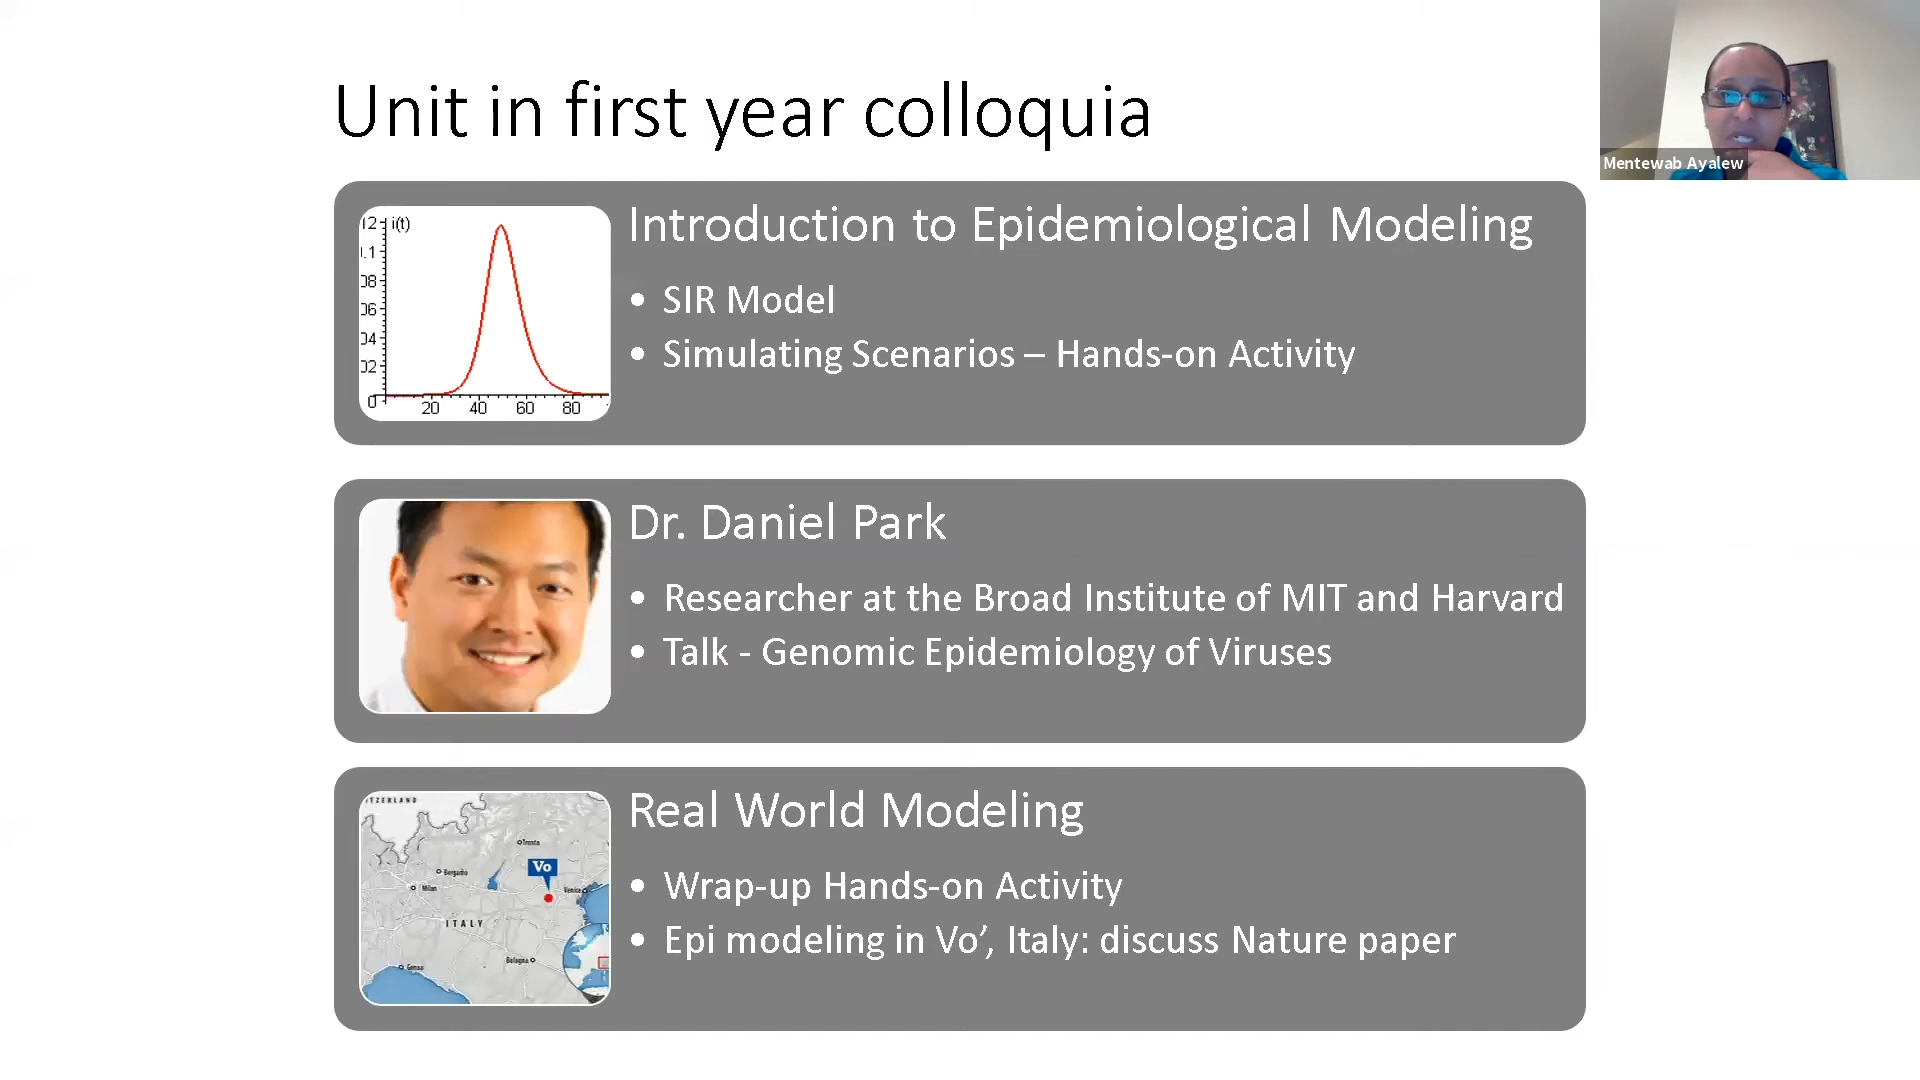 Unit in first year colloquia
Mentewab Ayalew
Introduction to Epidemiological Modeling
• SIR Model
• Simulating Scenarios – Hands-on Activity
12
i(t)
.1
08
06
04
02
0
20 40 60 80
Dr. Daniel Park
• Researcher at the Broad Institute of MIT and Harvard
• Talk - Genomic Epidemiology of Viruses
Real World Modeling
• Wrap-up Hands-on Activity
• Epi modeling in Vo’, Italy: discuss Nature paper
ITZERLAND
Trento
Vo
Bergamo
Milan
Venice
ITALY
Bologna
Genoa